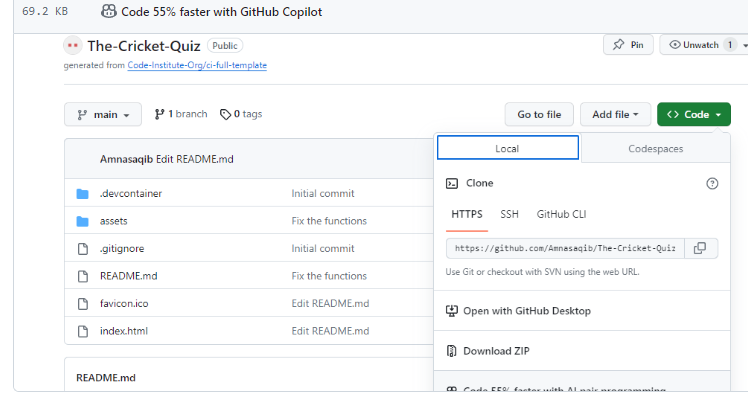 69.2 KB Code 55% faster with GitHub Copilot
The-Cricket-Quiz Public Pin Unwatch 1
generated from Code-Institute-Org/ci-full-template
main 1 branch 0 tags Go to file Add file Code
Local Codespaces
Amnasaqib Edit README.md
Clone
.devcontainer Initial commit
HTTPS SSH GitHub CLI
assets Fix the functions
.gitignore Initial commit
https://github.com/Amnasaqib/The-Cricket-Quiz
README.md Fix the functions
Use Git or checkout with SVN using the web URL.
favicon.ico Edit README.md
Open with GitHub Desktop
index.html Edit README.md
Download ZIP
README.md
Code 55% faster with AI pair programming